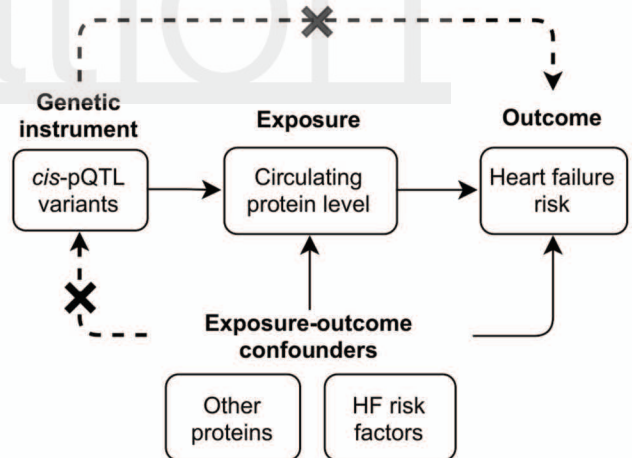 Genetic
instrument
Exposure
Outcome
cis-pQTL
variants
Circulating
protein level
Heart failure
risk
Exposure-outcome
confounders
Other
proteins
HF risk
factors